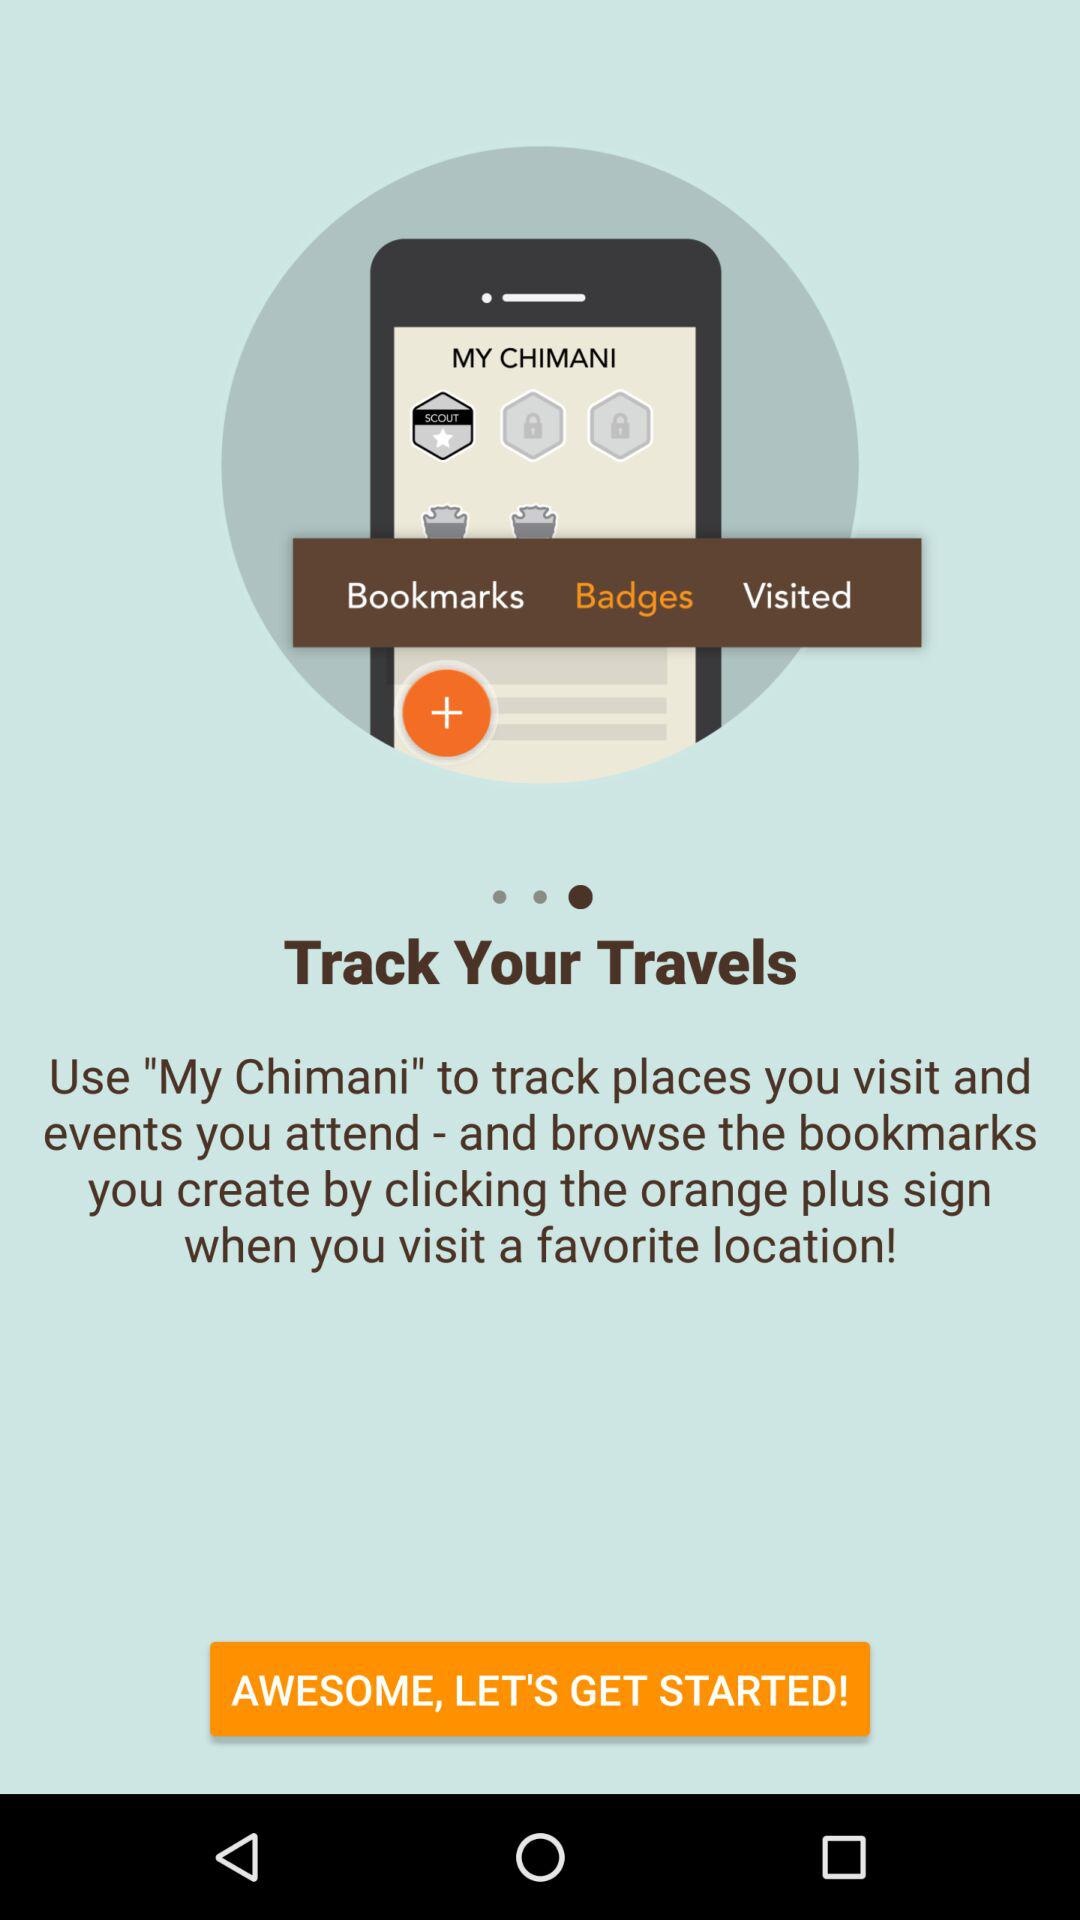 MY CHIMANI
SCOUT
Bookmarks Badges Visited
Track Your Travels
Use "My Chimani" to track places you visit and
events you attend - and browse the bookmarks
you create by clicking the orange plus sign
when you visit a favorite location!
AWESOME, LET'S GET STARTED!